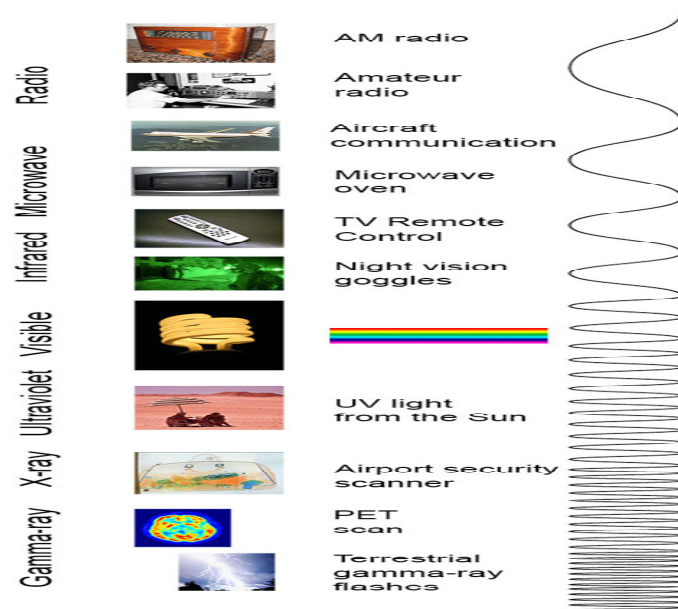 Radio
Microwave
Infrared
Visible
Ultraviolet
X-ray
Gamma-ray
AM radio
Amateur
radio
Aircraft
communication
Microwave
oven
TV Remote
Control
Night vision
goggles
UV light
from the Sun
Airport security
scanner
PET
scan
Terrestrial
gamma-ray
flashes